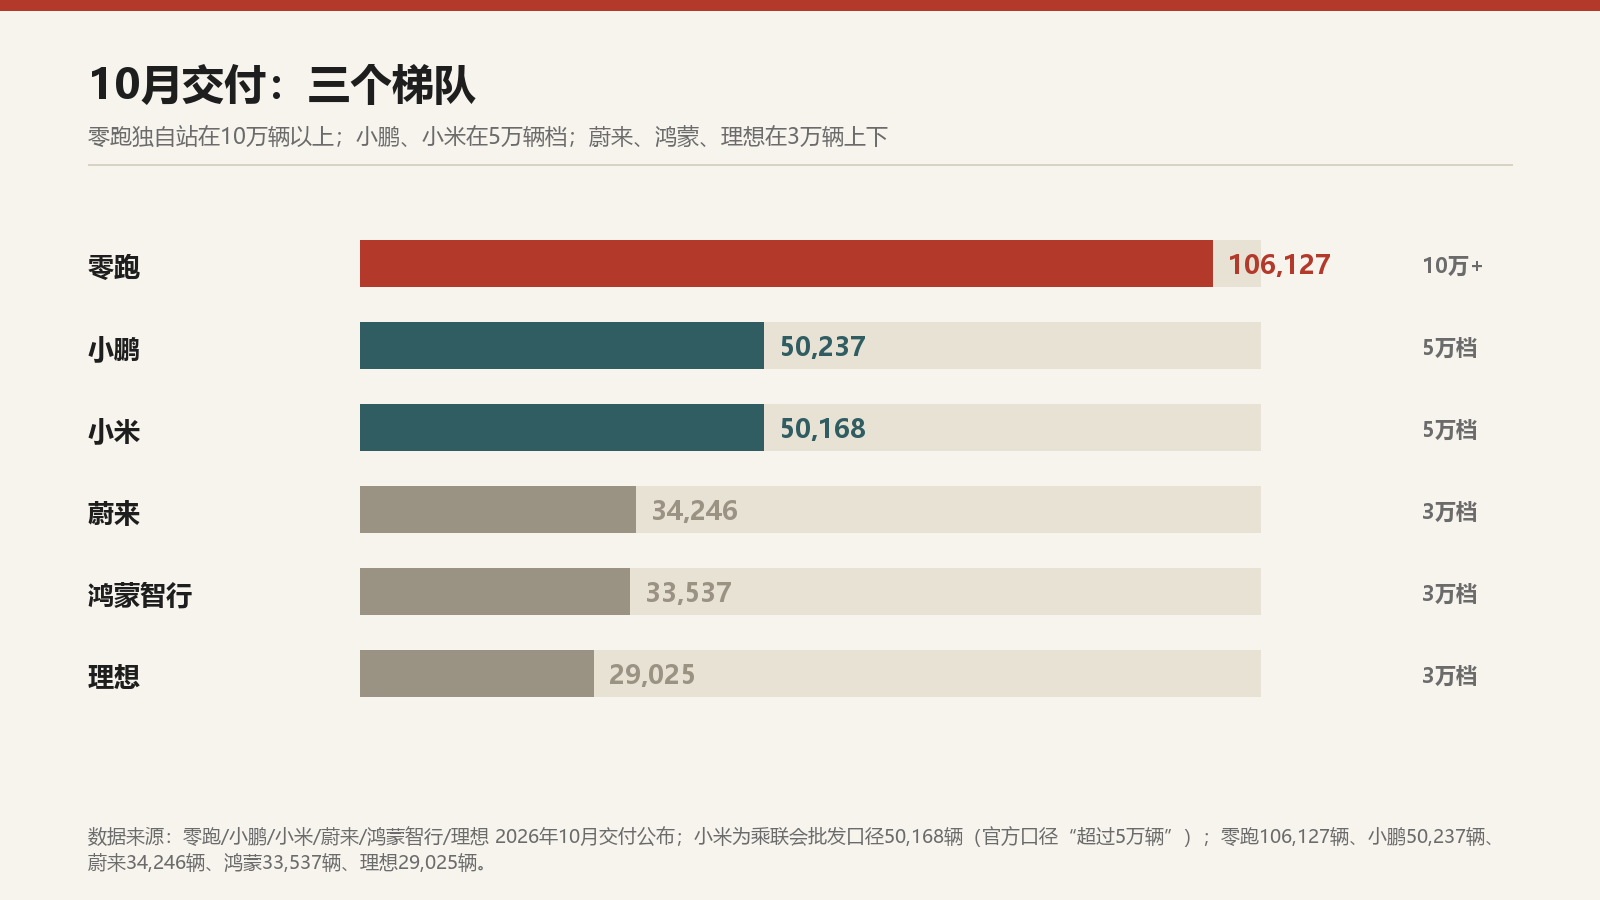 10月交付：三个梯队
零跑独自站在10万辆以上；小鹏、小米在5万辆档；蔚来、鸿蒙、理想在3万辆上下
零跑 106,127 10万+
小鹏 50,237 5万档
小米 50,168 5万档
蔚来 34,246 3万档
鸿蒙智行 33,537 3万档
理想 29,025 3万档
数据来源：零跑/小鹏/小米/蔚来/鸿蒙智行/理想 2026年10月交付公布；小米为乘联会批发口径50,168辆（官方口径“超过5万辆”）；零跑106,127辆、小鹏50,237辆、
蔚来34,246辆、鸿蒙33,537辆、理想29,025辆。